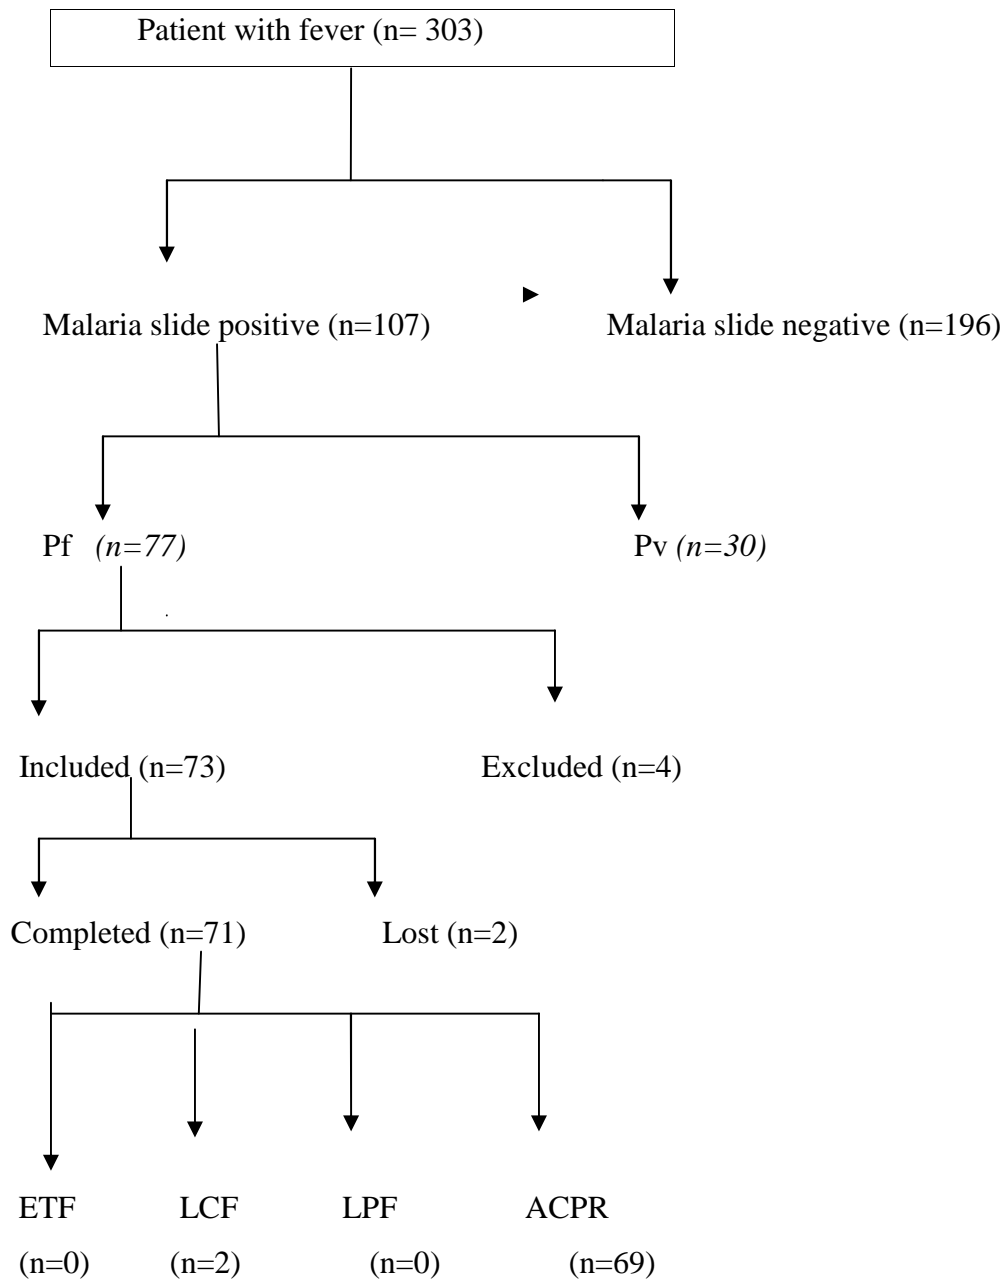 Patient with fever (n= 303)
Malaria slide positive (n=107)
Malaria slide negative (n=196)
Pf (n=77)
Pv (n=30)
Included (n=73)
Excluded (n=4)
Completed (n=71)
Lost (n=2)
ETF LCF LPF ACPR
(n=0) (n=2) (n=0) (n=69)